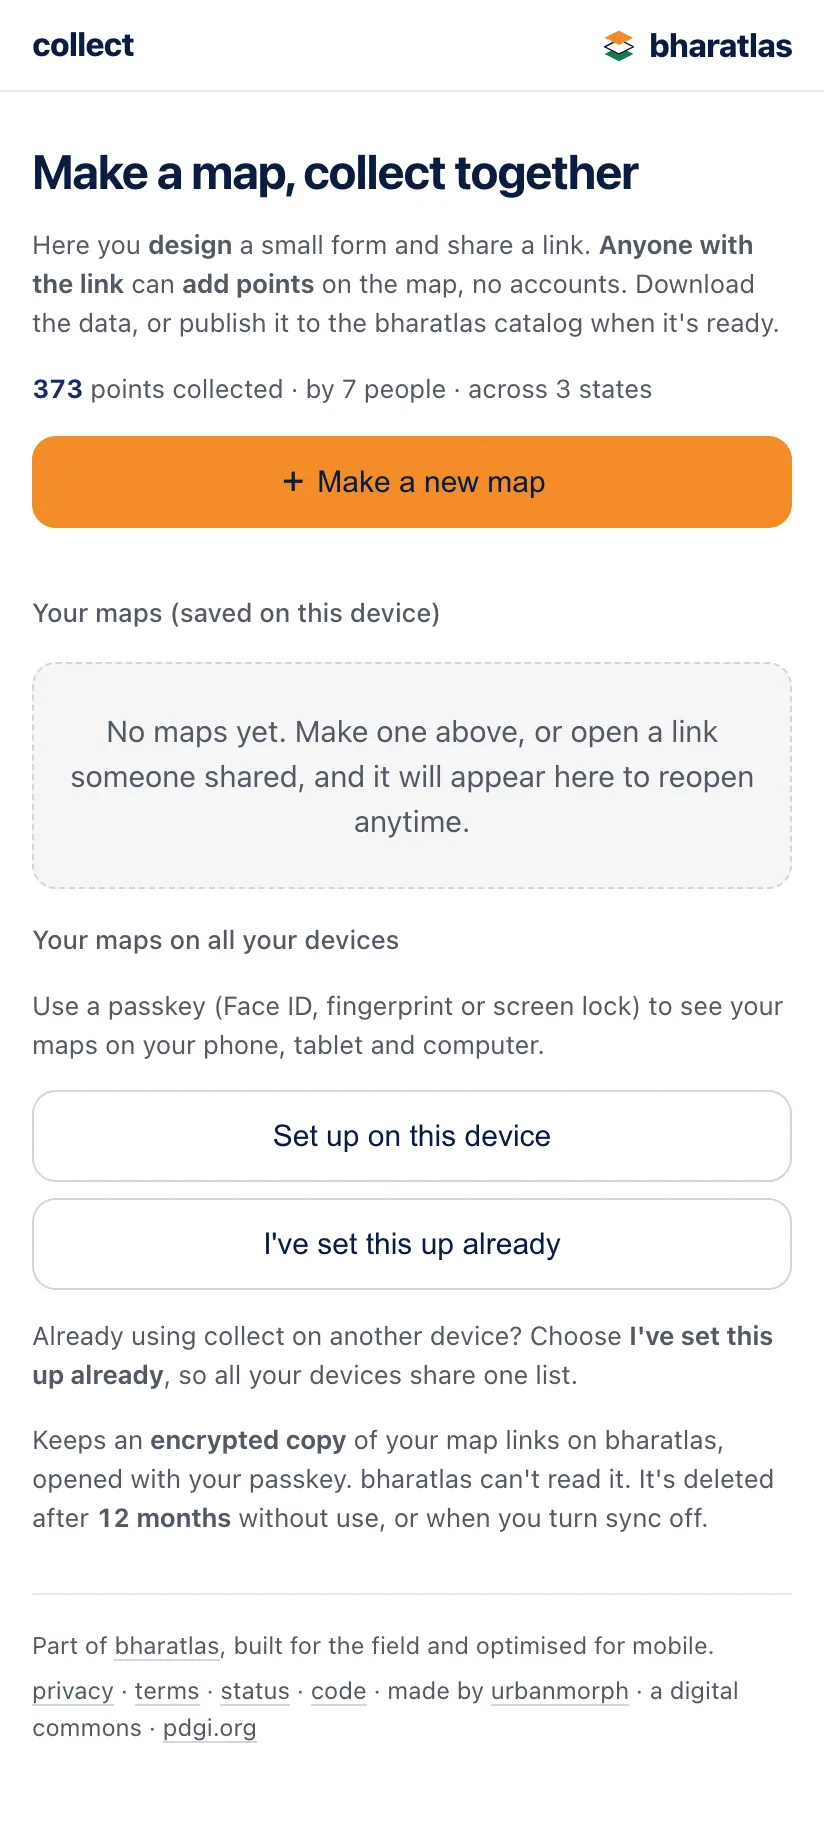 collect
bharatlas
Make a map, collect together
Here you design a small form and share a link. Anyone with
the link can add points on the map, no accounts. Download
the data, or publish it to the bharatlas catalog when it's ready.
373 points collected · by 7 people · across 3 states
+ Make a new map
Your maps (saved on this device)
No maps yet. Make one above, or open a link
someone shared, and it will appear here to reopen
anytime.
Your maps on all your devices
Use a passkey (Face ID, fingerprint or screen lock) to see your
maps on your phone, tablet and computer.
Set up on this device
I've set this up already
Already using collect on another device? Choose I've set this
up already, so all your devices share one list.
Keeps an encrypted copy of your map links on bharatlas,
opened with your passkey. bharatlas can't read it. It's deleted
after 12 months without use, or when you turn sync off.
Part of bharatlas, built for the field and optimised for mobile.
privacy · terms · status · code · made by urbanmorph · a digital
commons · pdgi.org